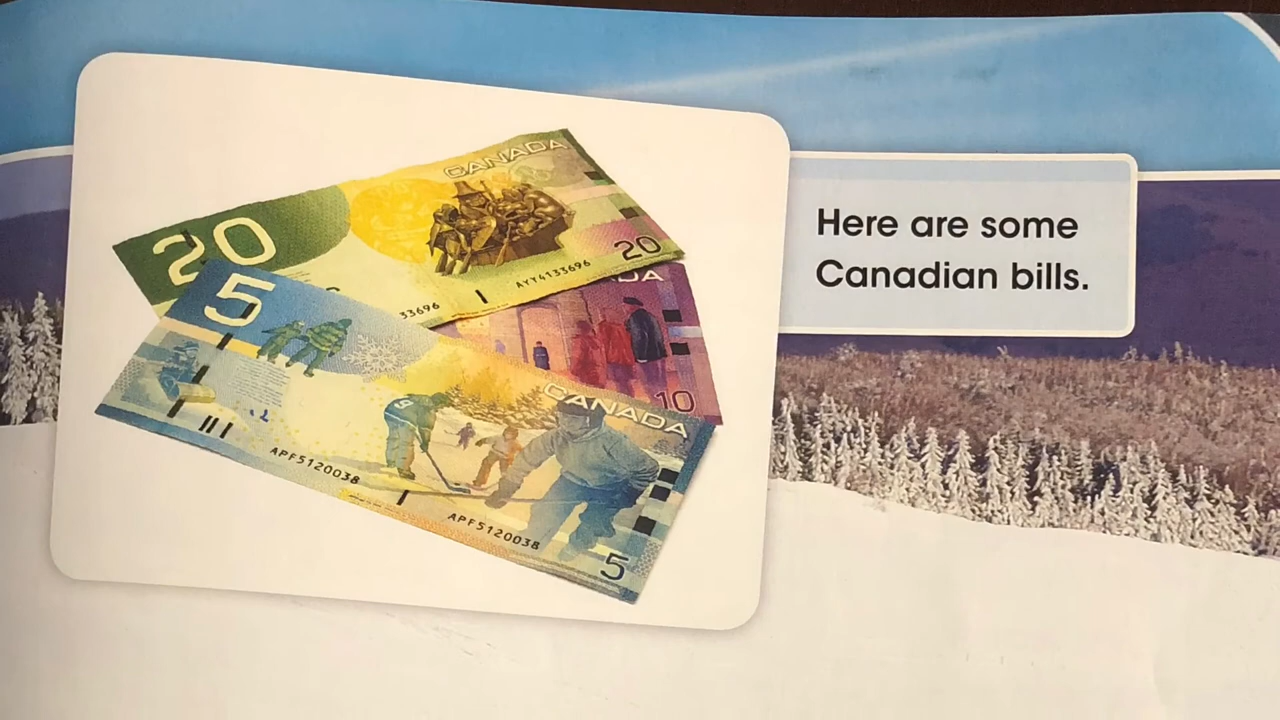 CANADA
20
20
AYY4133696
33696
5
10
CANADA
APF5120038
APF5120038
5
Here are some
Canadian bills.